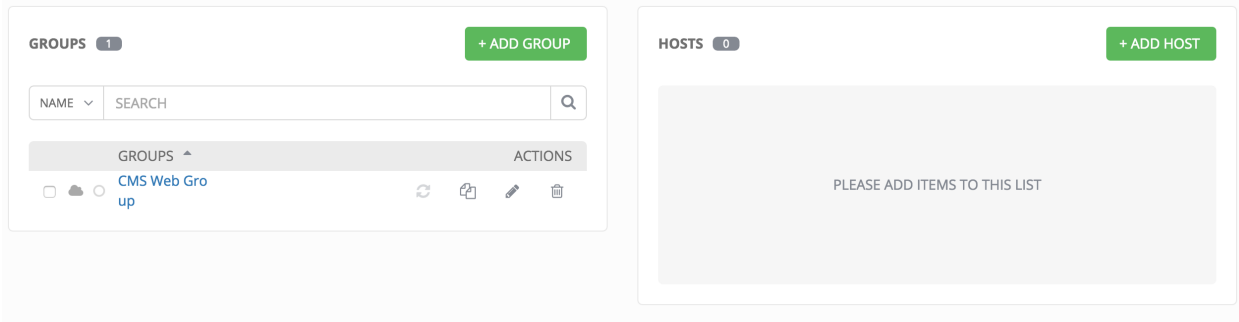 GROUPS 1
+ ADD GROUP
NAME
SEARCH
GROUPS
ACTIONS
CMS Web Gro
up
HOSTS 0
+ ADD HOST
PLEASE ADD ITEMS TO THIS LIST